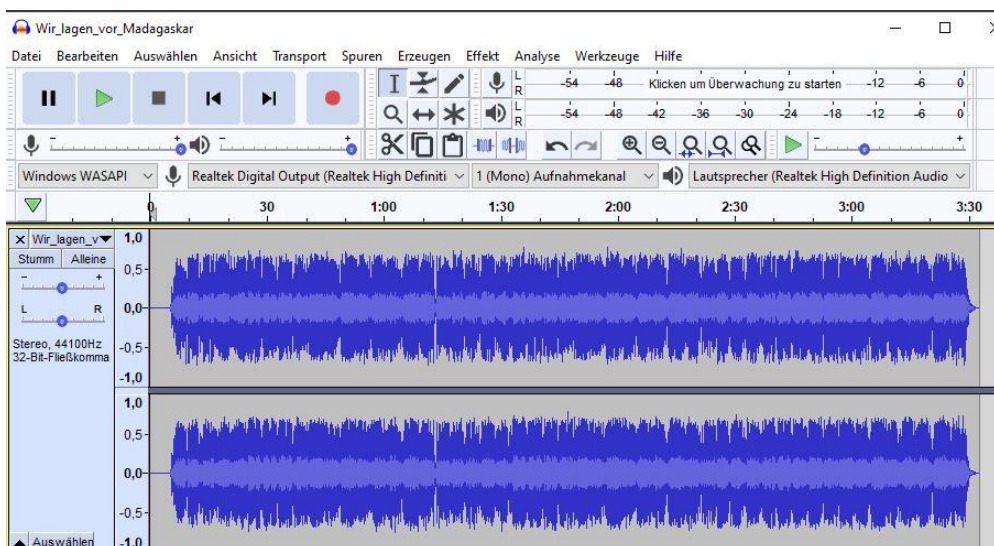 Wir_lagen_vor_Madagaskar
Datei Bearbeiten Auswählen Ansicht Transport Spuren Erzeugen Effekt Analyse Werkzeuge Hilfe
L R -54 -48 Klicken um Überwachung zu starten -12 -6 0
L R -54 -48 -42 -36 -30 -24 -18 -12 -6 0
- + - + - +
Windows WASAPI Realtek Digital Output (Realtek High Definiti 1 (Mono) Aufnahmekanal Lautsprecher (Realtek High Definition Audio
0 30 1:00 1:30 2:00 2:30 3:00 3:30
Wir_lagen_v 1,0
Stumm Alleine
- + 0,5
L R 0,0
Stereo, 44100Hz -0,5
32-Bit-Fließkomma
-1,0
1,0
0,5
0,0
-0,5
Auswählen -1,0